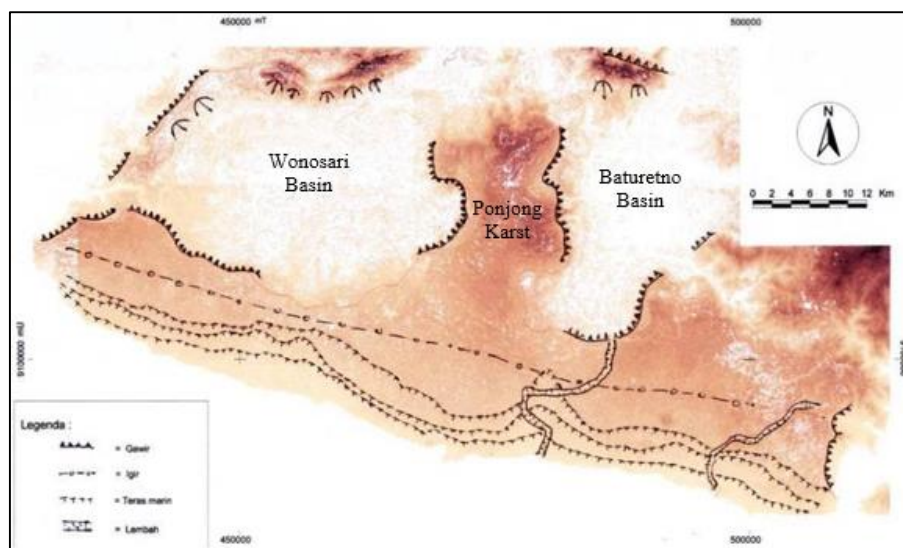 450000 mT
500000
N
0 2 4 6 8 10 12
Km
Wonosari
Basin
Ponjong
Karst
Baturetno
Basin
9100000 mU
Legenda :
= Gawir
= Igir
= Teras marin
= Lembah
450000
500000